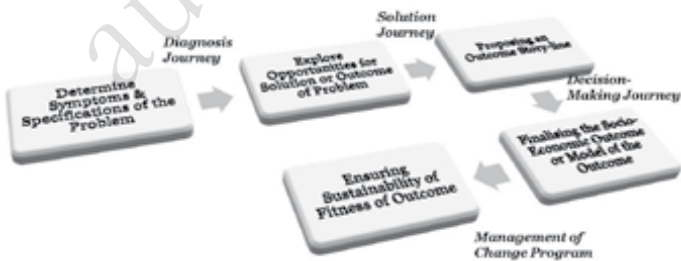 Determine
Symptoms &
Specifications of the
Problem
Diagnosis
Journey
Explore
Opportunities for
Solution or Outcome
of Problem
Solution
Journey
Proposing an
Outcome Story-line
Decision-
Making Journey
Finalising the Socio-
Economic Outcome
or Model of the
Outcome
Management of
Change Program
Ensuring
Sustainability of
Fitness of Outcome